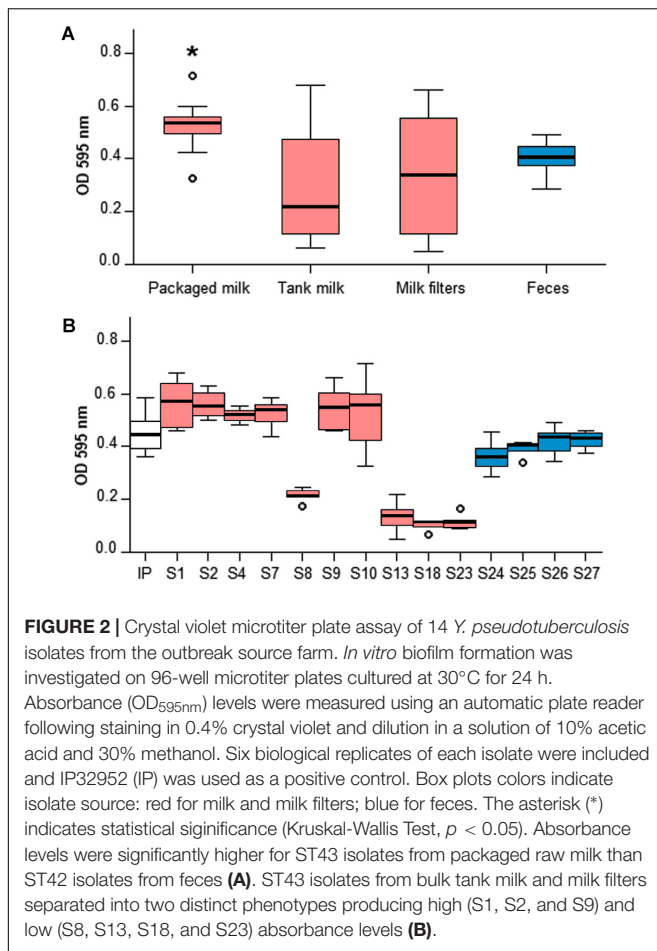 A
*
0.8
0.6
0.4
0.2
0.0
OD 595 nm
Packaged milk Tank milk Milk filters Feces
B
0.8
0.6
0.4
0.2
0.0
OD 595 nm
IP S1 S2 S4 S7 S8 S9 S10 S13 S18 S23 S24 S25 S26 S27
FIGURE 2 | Crystal violet microtiter plate assay of 14 Y. pseudotuberculosis
isolates from the outbreak source farm. In vitro biofilm formation was
investigated on 96-well microtiter plates cultured at 30°C for 24 h.
Absorbance (OD595nm) levels were measured using an automatic plate reader
following staining in 0.4% crystal violet and dilution in a solution of 10% acetic
acid and 30% methanol. Six biological replicates of each isolate were included
and IP32952 (IP) was used as a positive control. Box plots colors indicate
isolate source: red for milk and milk filters; blue for feces. The asterisk (*)
indicates statistical siginificance (Kruskal-Wallis Test, p < 0.05). Absorbance
levels were significantly higher for ST43 isolates from packaged raw milk than
ST42 isolates from feces (A). ST43 isolates from bulk tank milk and milk filters
separated into two distinct phenotypes producing high (S1, S2, and S9) and
low (S8, S13, S18, and S23) absorbance levels (B).